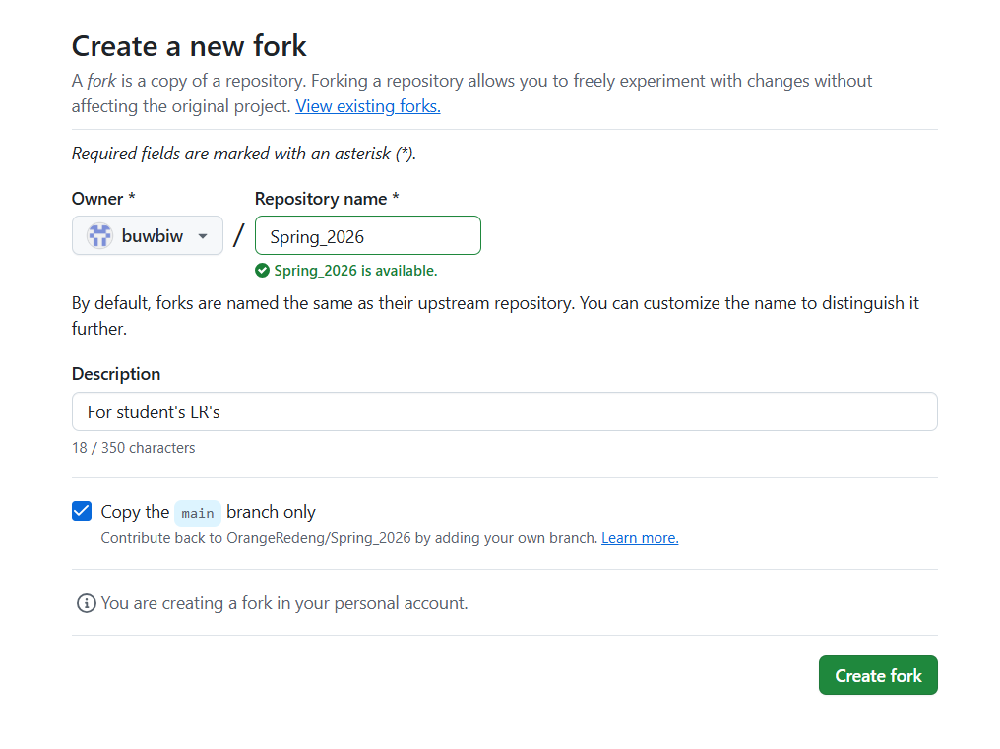 Create a new fork
A fork is a copy of a repository. Forking a repository allows you to freely experiment with changes without
affecting the original project. View existing forks.
Required fields are marked with an asterisk (*).
Owner *
Repository name *
buwbiw
/
Spring_2026
Spring_2026 is available.
By default, forks are named the same as their upstream repository. You can customize the name to distinguish it
further.
Description
For student's LR's
18 / 350 characters
Copy the main branch only
Contribute back to OrangeRedeng/Spring_2026 by adding your own branch. Learn more.
You are creating a fork in your personal account.
Create fork